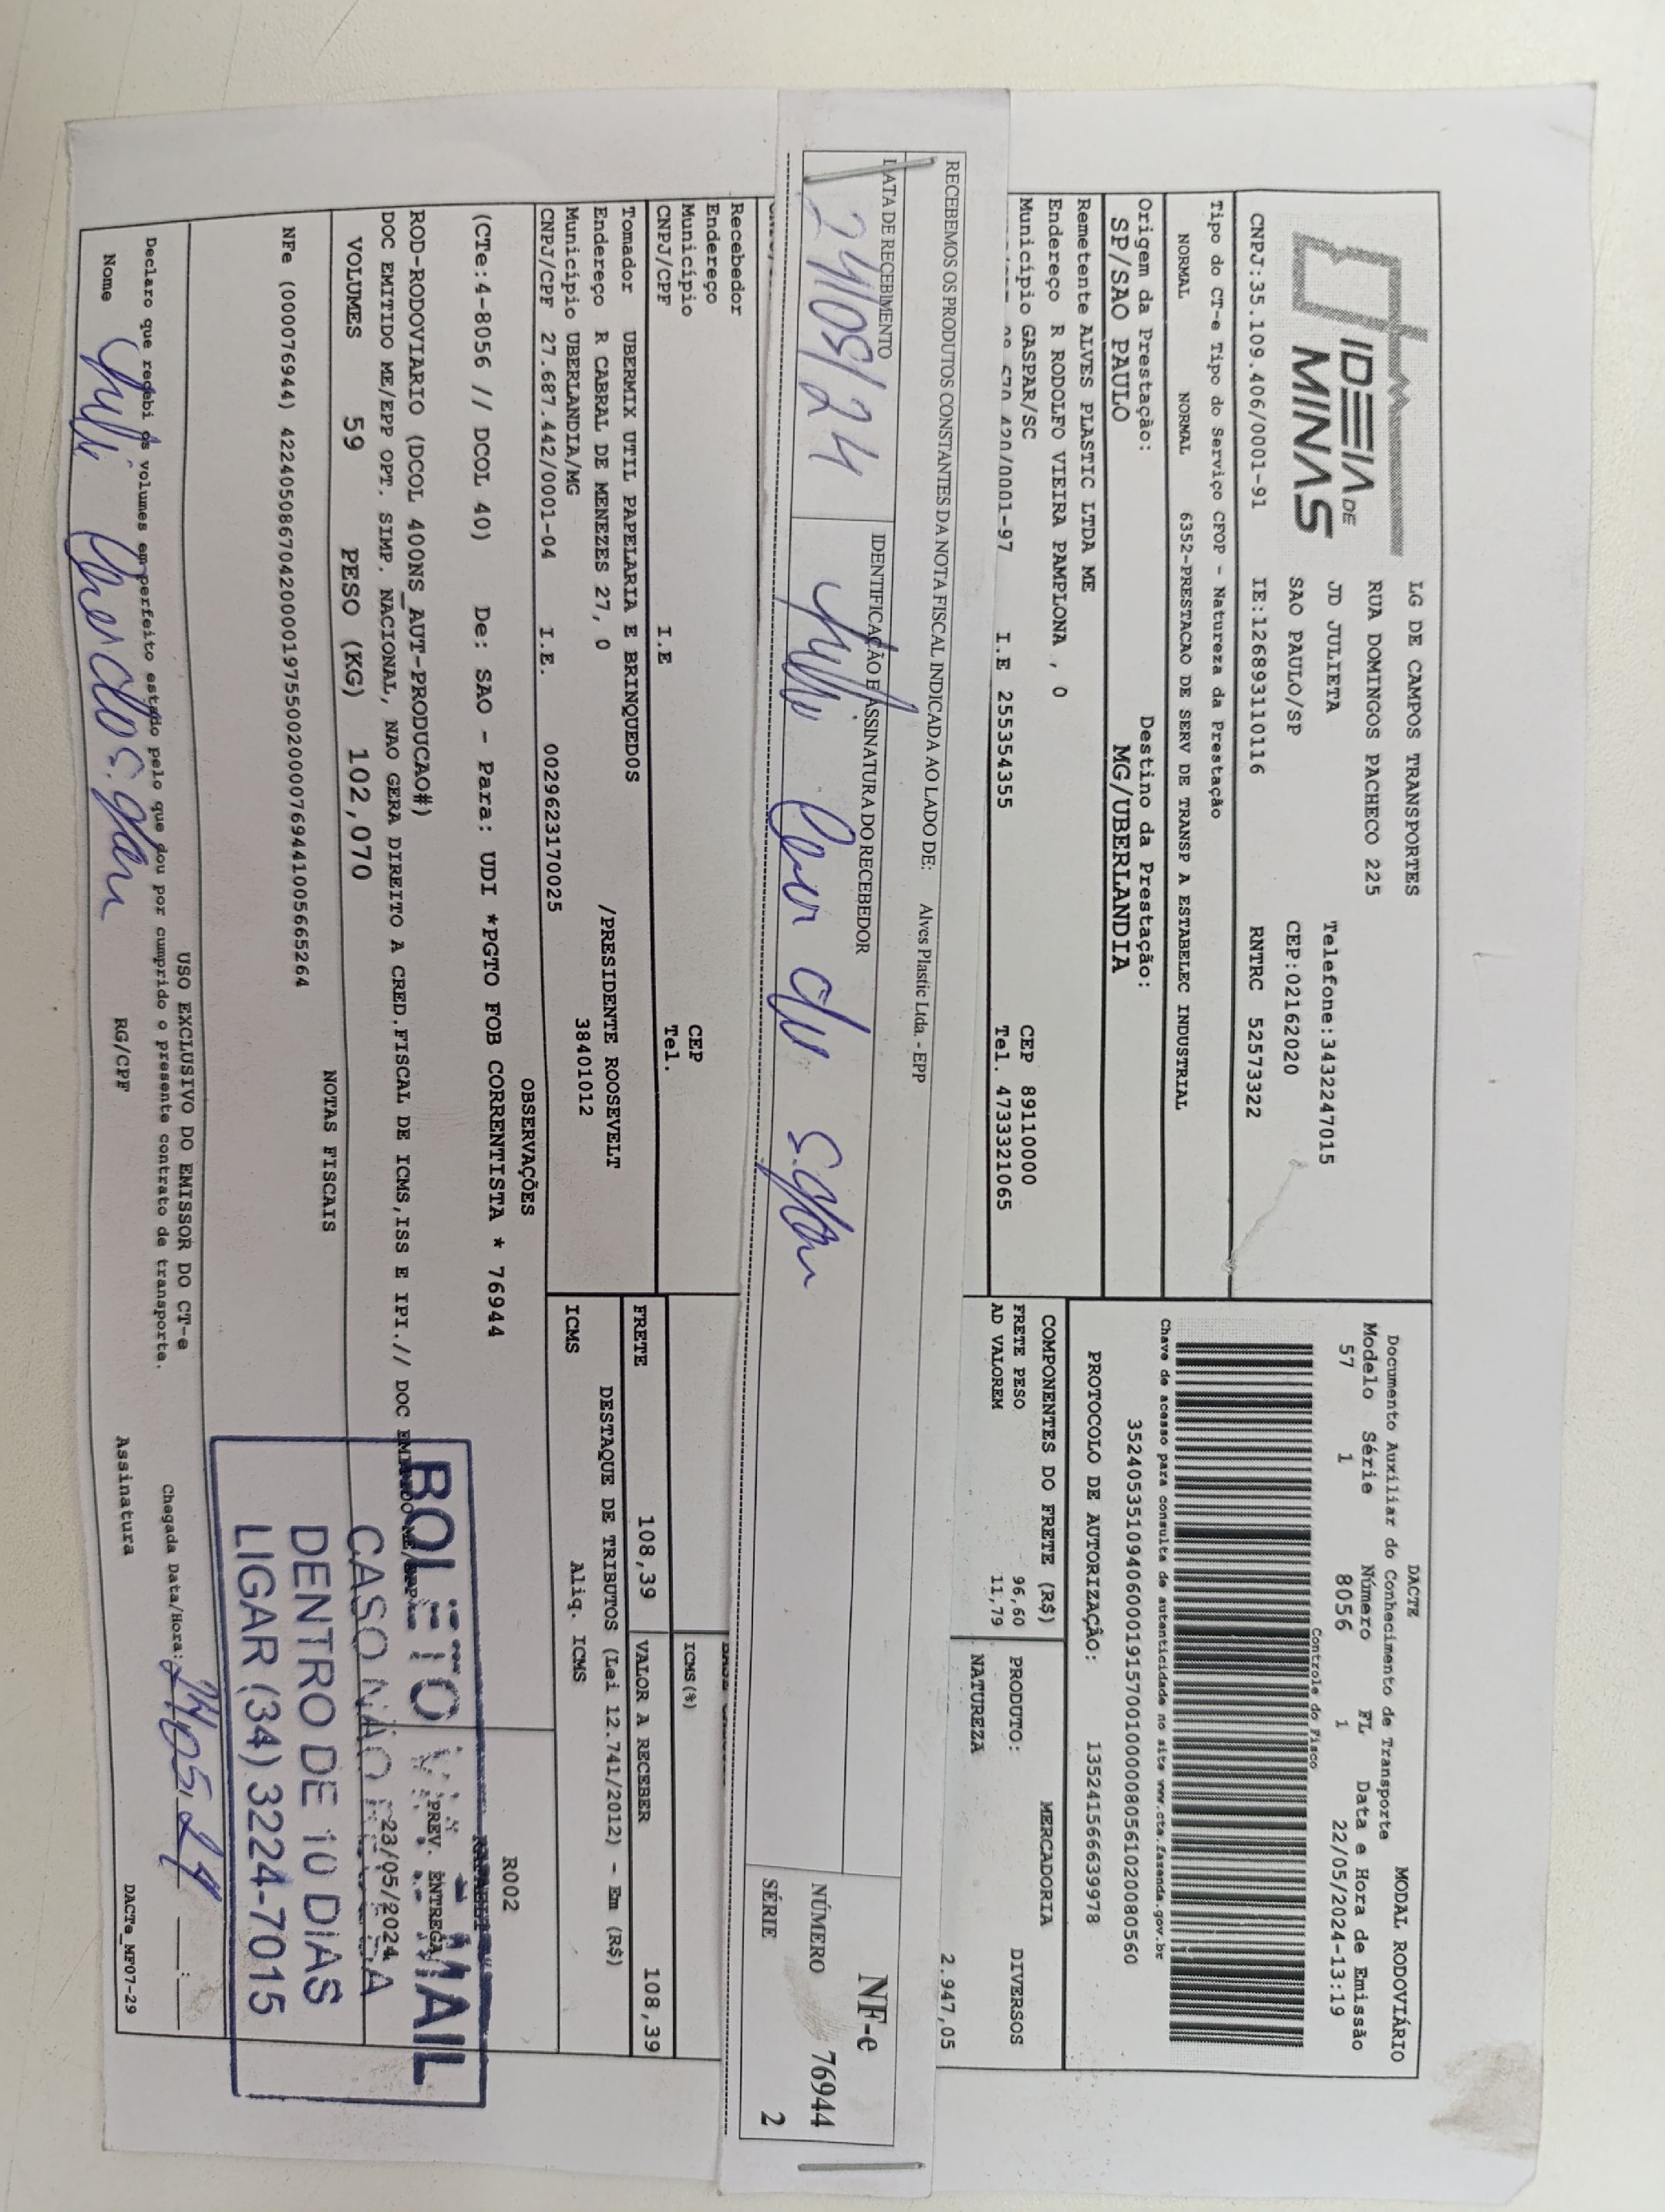 IDEIA DE
MINAS
LG DE CAMPOS TRANSPORTES
RUA DOMINGOS PACHECO 225
JD JULIETA
Telefone:3432247015
SAO PAULO/SP
CEP:02162020
CNPJ:35.109.406/0001-91
IE:126893110116
RNTRC 52573322
DACTE
MODAL RODOVIÁRIO
Documento Auxiliar do Conhecimento de Transporte
Modelo Série Número FL Data e Hora de Emissão
57 1 8056 1 22/05/2024-13:19
Controle do Fisco
Chave de acesso para consulta de autenticidade no site www.cte.fazenda.gov.br
35240535109406000191570010000080561020080560
PROTOCOLO DE AUTORIZAÇÃO: 135241566639978
Tipo do CT-e Tipo do Serviço CFOP - Natureza da Prestação
NORMAL NORMAL 6352-PRESTACAO DE SERV DE TRANSP A ESTABELEC INDUSTRIAL
Origem da Prestação: Destino da Prestação:
SP/SAO PAULO MG/UBERLANDIA
Remetente ALVES PLASTIC LTDA ME
Endereço R RODOLFO VIEIRA PAMPLONA , 0
Município GASPAR/SC CEP 89110000
I.E 255354355 Tel. 4733321065
COMPONENTES DO FRETE (R$)
FRETE PESO 96,60
AD VALOREM 11,79
MERCADORIA
PRODUTO: DIVERSOS
NATUREZA
2.947,05
RECEBEMOS OS PRODUTOS CONSTANTES DA NOTA FISCAL INDICADA AO LADO DE: Alves Plastic Ltda. - EPP
DATA DE RECEBIMENTO
24/05/24
IDENTIFICAÇÃO E ASSINATURA DO RECEBEDOR
NF-e
NÚMERO 76944
SÉRIE 2
Recebedor
Endereço
Município CEP
CNPJ/CPF I.E Tel.
ICMS(%)
Tomador UBERMIX UTIL PAPELARIA E BRINQUEDOS
Endereço R CABRAL DE MENEZES 27, 0 /PRESIDENTE ROOSEVELT
Município UBERLANDIA/MG 38401012
CNPJ/CPF 27.687.442/0001-04 I.E. 0029623170025
FRETE 108,39 VALOR A RECEBER 108,39
DESTAQUE DE TRIBUTOS (Lei 12.741/2012) - Em (R$)
ICMS Aliq. ICMS
OBSERVAÇÕES
(CTe:4-8056 // DCOL 40) De: SAO - Para: UDI *PGTO FOB CORRENTISTA * 76944
R002
ROD-RODOVIARIO (DCOL 400ONS_AUT-PRODUCAO#)
DOC EMITIDO ME/EPP OPT. SIMP. NACIONAL, NAO GERA DIREITO A CRED.FISCAL DE ICMS,ISS E IPI.// DOC EMITIDO ME/EPP
PREV. ENTREGA
23/05/2024
VOLUMES 59 PESO (KG) 102,070
NOTAS FISCAIS
NFe (000076944) 42240508670420000197550020000769441005665264
BOLETO VIA E-MAIL
CASO NÃO RECEBA
DENTRO DE 10 DIAS
LIGAR (34) 3224-7015
USO EXCLUSIVO DO EMISSOR DO CT-e
Declaro que recebi os volumes em perfeito estado pelo que dou por cumprido o presente contrato de transporte.
Chegada Data/Hora: 24/05/24
Nome RG/CPF Assinatura
DACTe_MF07-29